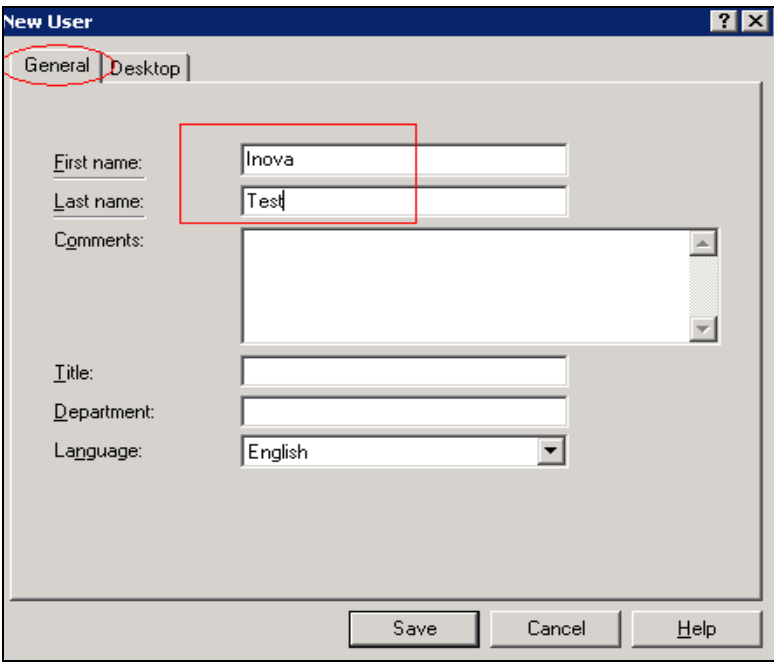 New User
General Desktop
First name: Inova
Last name: Test
Comments:
Title:
Department:
Language: English
Save Cancel Help